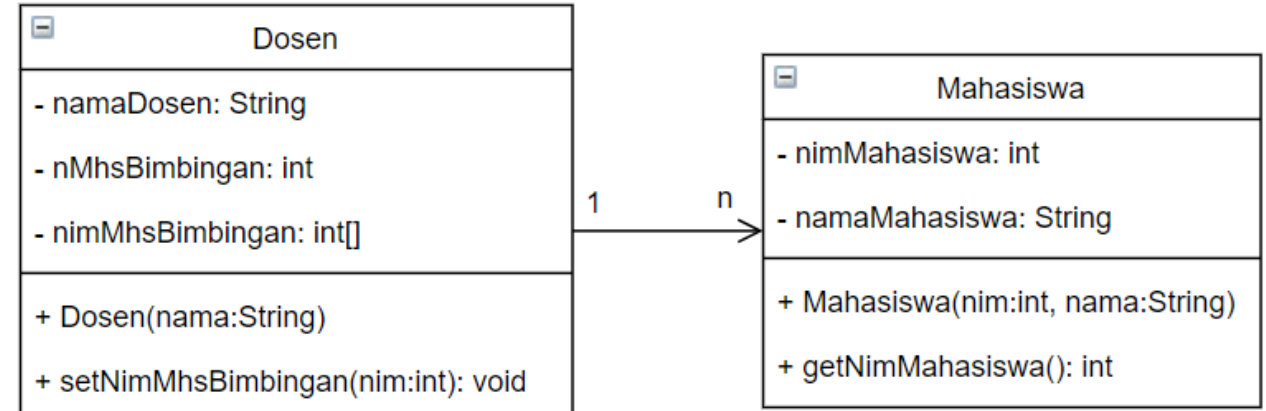 Dosen
- namaDosen: String
- nMhsBimbingan: int
- nimMhsBimbingan: int[]
+ Dosen(nama:String)
+ setNimMhsBimbingan(nim:int): void
1
n
Mahasiswa
- nimMahasiswa: int
- namaMahasiswa: String
+ Mahasiswa(nim:int, nama:String)
+ getNimMahasiswa(): int